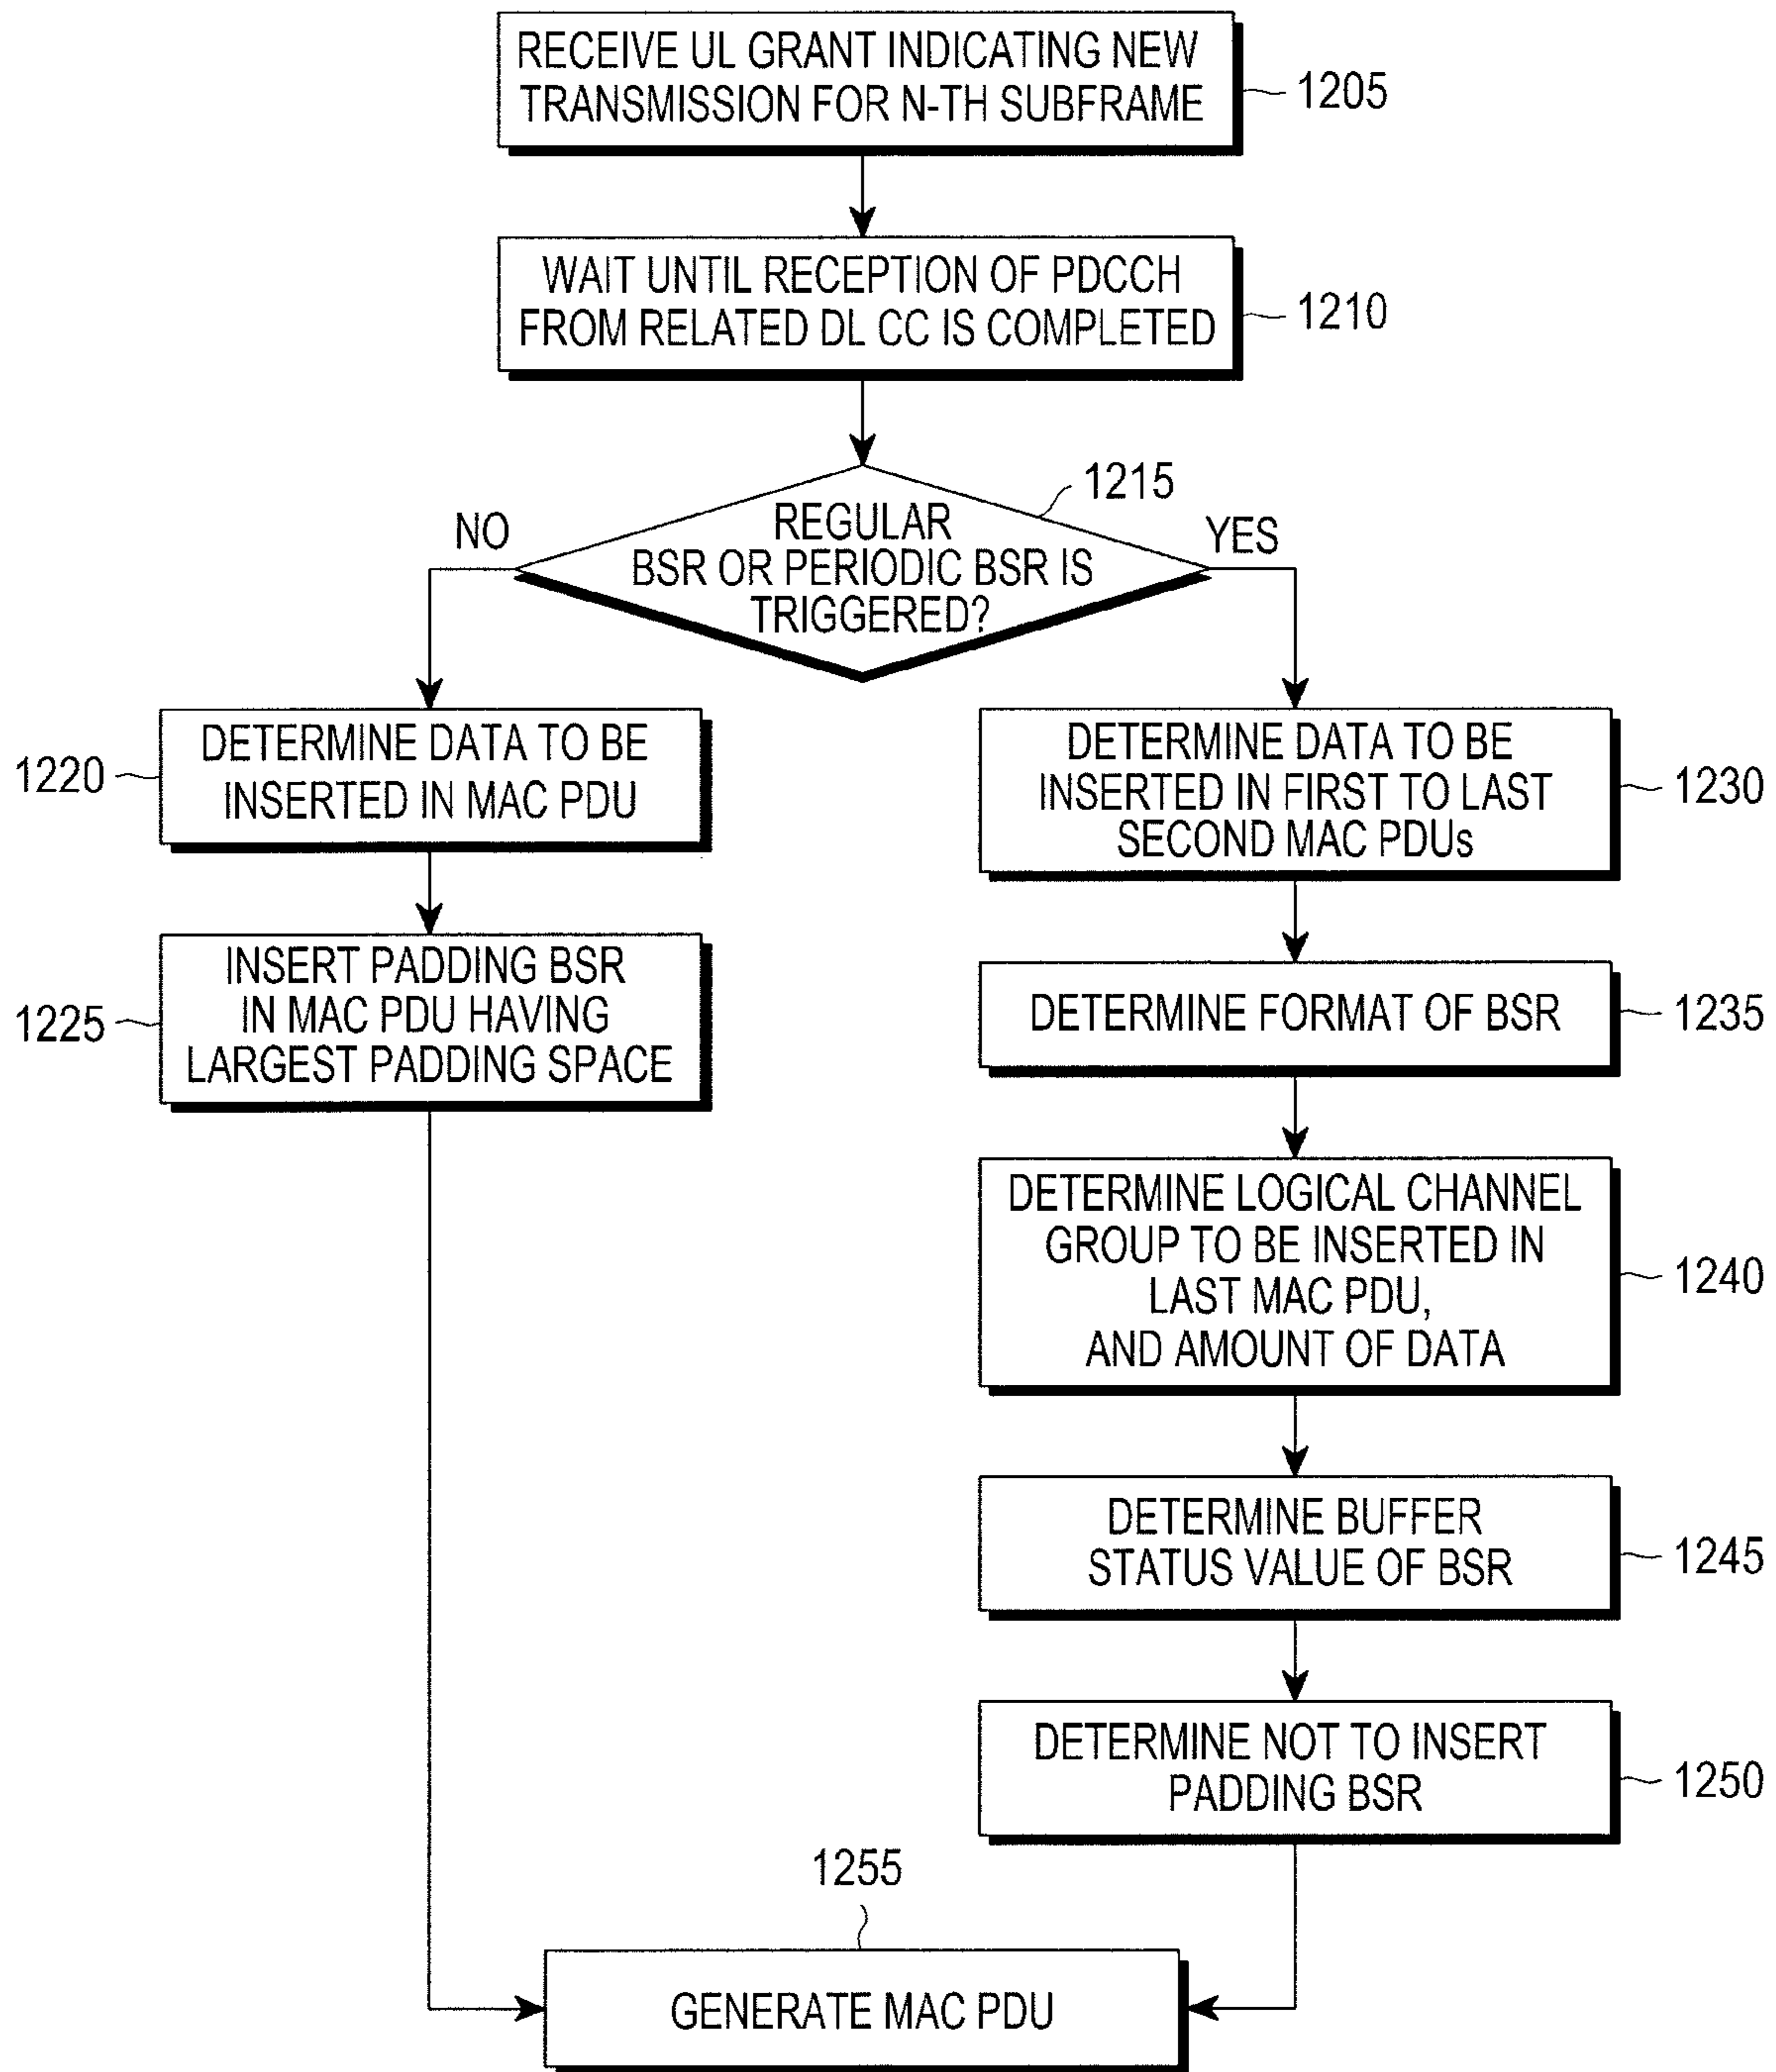 RECEIVE UL GRANT INDICATING NEW
TRANSMISSION FOR N-TH SUBFRAME
1205
WAIT UNTIL RECEPTION OF PDCCH
FROM RELATED DL CC IS COMPLETED
1210
1215
REGULAR
BSR OR PERIODIC BSR IS
TRIGGERED?
NO
YES
DETERMINE DATA TO BE
INSERTED IN MAC PDU
1220
INSERT PADDING BSR
IN MAC PDU HAVING
LARGEST PADDING SPACE
1225
DETERMINE DATA TO BE
INSERTED IN FIRST TO LAST
SECOND MAC PDUs
1230
DETERMINE FORMAT OF BSR
1235
DETERMINE LOGICAL CHANNEL
GROUP TO BE INSERTED IN
LAST MAC PDU,
AND AMOUNT OF DATA
1240
DETERMINE BUFFER
STATUS VALUE OF BSR
1245
DETERMINE NOT TO INSERT
PADDING BSR
1250
1255
GENERATE MAC PDU